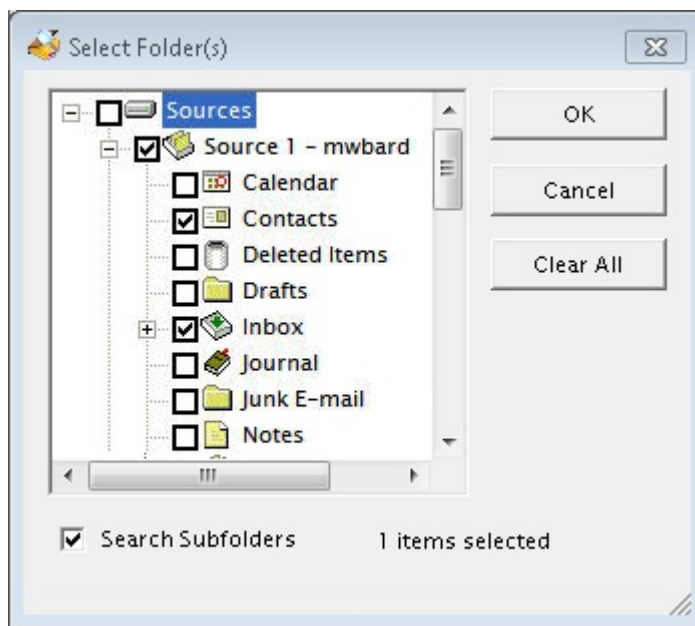 Select Folder(s)
Sources
OK
Source 1 - mwbard
Calendar
Cancel
Contacts
Deleted Items
Clear All
Drafts
Inbox
Journal
Junk E-mail
Notes
Search Subfolders 1 items selected